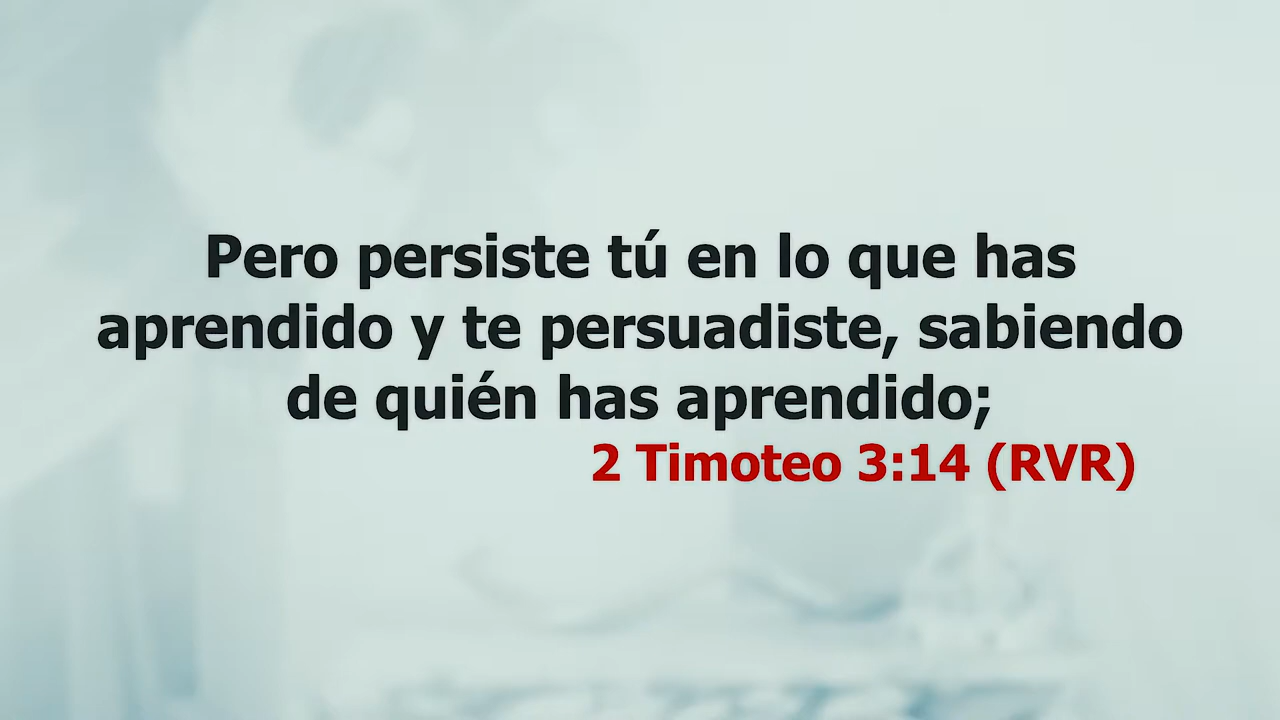 Pero persiste tú en lo que has
aprendido y te persuadiste, sabiendo
de quién has aprendido;
2 Timoteo 3:14 (RVR)